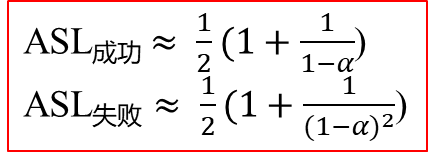 ASL成功 ≈ 1/2 (1 + 1/(1−α))
ASL失败 ≈ 1/2 (1 + 1/(1−α)²)